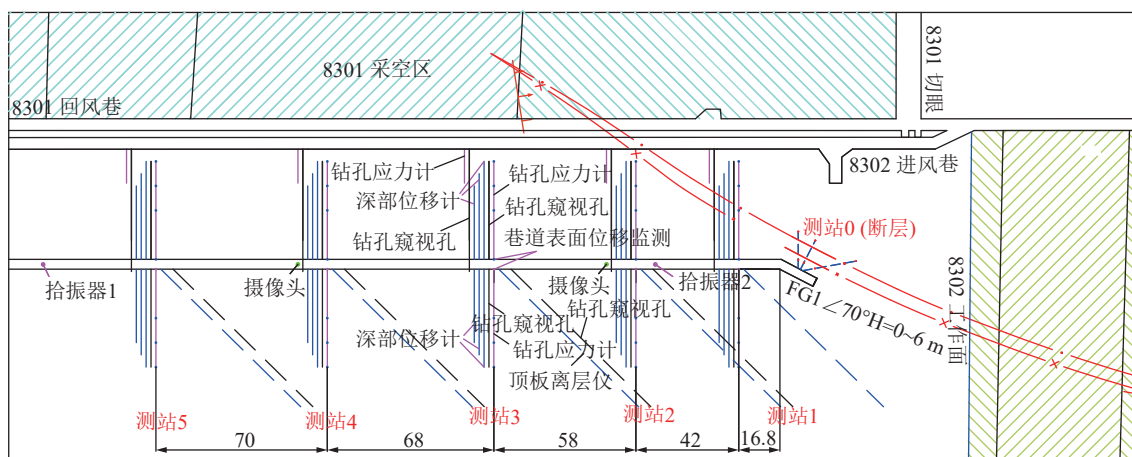 8301 采空区
8301 切眼
8301 回风巷
8302 进风巷
钻孔应力计
钻孔应力计
深部位移计
钻孔窥视孔
钻孔窥视孔
巷道表面位移监测
测站0 (断层)
拾振器1
摄像头
摄像头
拾振器2
8302 工作面
FG1∠70°H=0~6 m
钻孔窥视孔
钻孔窥视孔
深部位移计
钻孔应力计
顶板离层仪
测站5
测站4
测站3
测站2
测站1
70
68
58
42
16.8